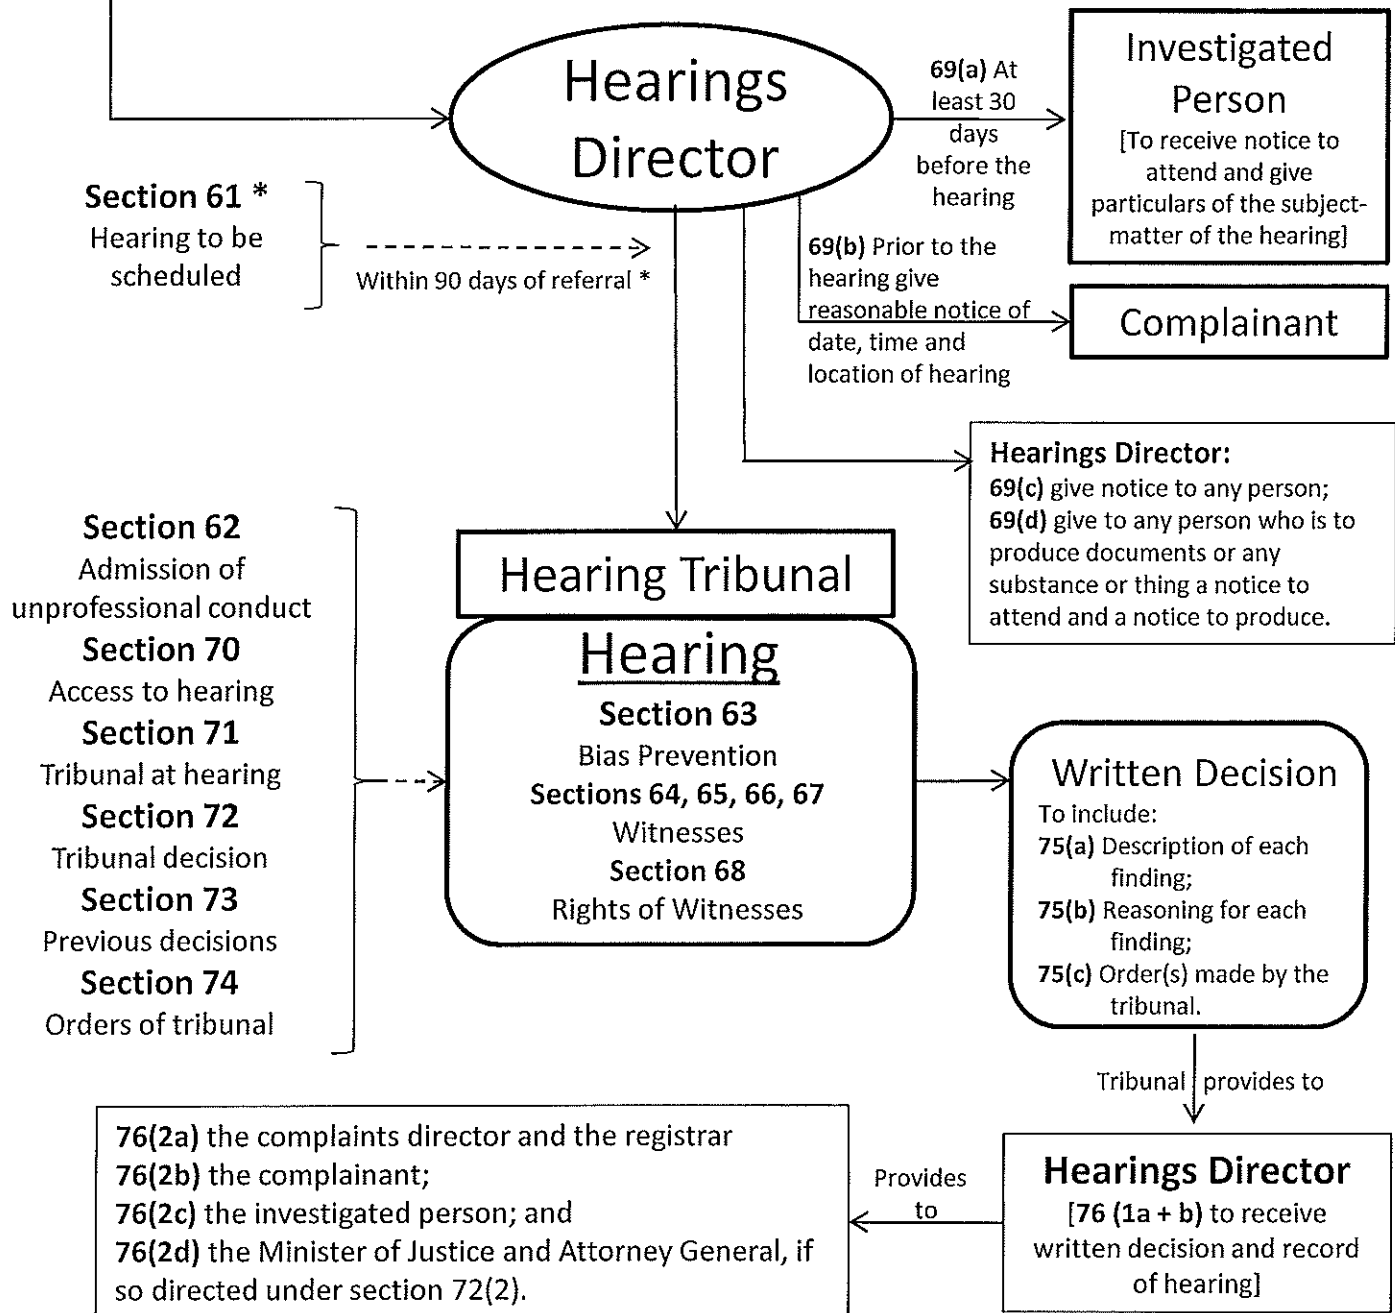 Hearings
Director
69(a) At
least 30
days
before the
hearing
Investigated
Person
[To receive notice to
attend and give
particulars of the subject-
matter of the hearing]
Section 61 *
Hearing to be
scheduled
Within 90 days of referral *
69(b) Prior to the
hearing give
reasonable notice of
date, time and
location of hearing
Complainant
Hearings Director:
69(c) give notice to any person;
69(d) give to any person who is to
produce documents or any
substance or thing a notice to
attend and a notice to produce.
Section 62
Admission of
unprofessional conduct
Section 70
Access to hearing
Section 71
Tribunal at hearing
Section 72
Tribunal decision
Section 73
Previous decisions
Section 74
Orders of tribunal
Hearing Tribunal
Hearing
Section 63
Bias Prevention
Sections 64, 65, 66, 67
Witnesses
Section 68
Rights of Witnesses
Written Decision
To include:
75(a) Description of each
finding;
75(b) Reasoning for each
finding;
75(c) Order(s) made by the
tribunal.
Tribunal provides to
Hearings Director
[76 (1a + b) to receive
written decision and record
of hearing]
Provides
to
76(2a) the complaints director and the registrar
76(2b) the complainant;
76(2c) the investigated person; and
76(2d) the Minister of Justice and Attorney General, if
so directed under section 72(2).